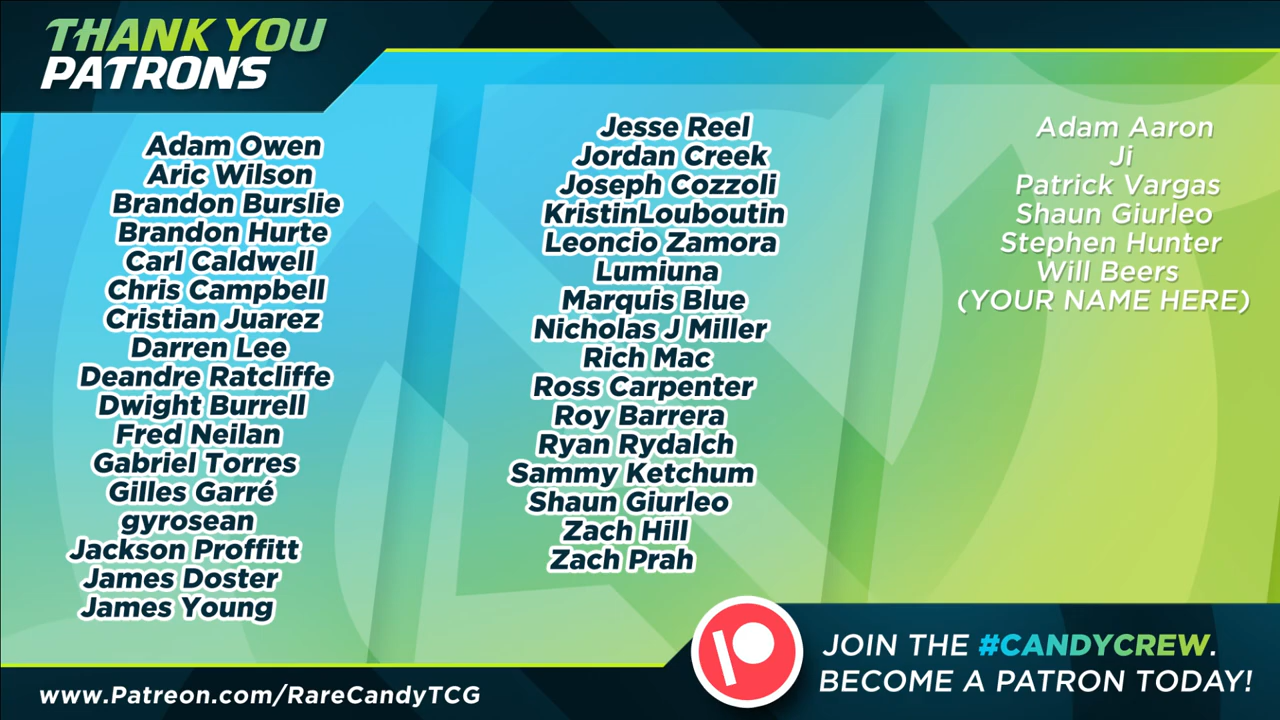 THANK YOU
PATRONS
Adam Owen
Aric Wilson
Brandon Burslie
Brandon Hurte
Carl Caldwell
Chris Campbell
Cristian Juarez
Darren Lee
Deandre Ratcliffe
Dwight Burrell
Fred Neilan
Gabriel Torres
Gilles Garré
gyrosean
Jackson Proffitt
James Doster
James Young
Jesse Reel
Jordan Creek
Joseph Cozzoli
KristinLouboutin
Leoncio Zamora
Lumiuna
Marquis Blue
Nicholas J Miller
Rich Mac
Ross Carpenter
Roy Barrera
Ryan Rydalch
Sammy Ketchum
Shaun Giurleo
Zach Hill
Zach Prah
Adam Aaron
Ji
Patrick Vargas
Shaun Giurleo
Stephen Hunter
Will Beers
(YOUR NAME HERE)
www.Patreon.com/RareCandyTCG
JOIN THE #CANDYCREW.
BECOME A PATRON TODAY!